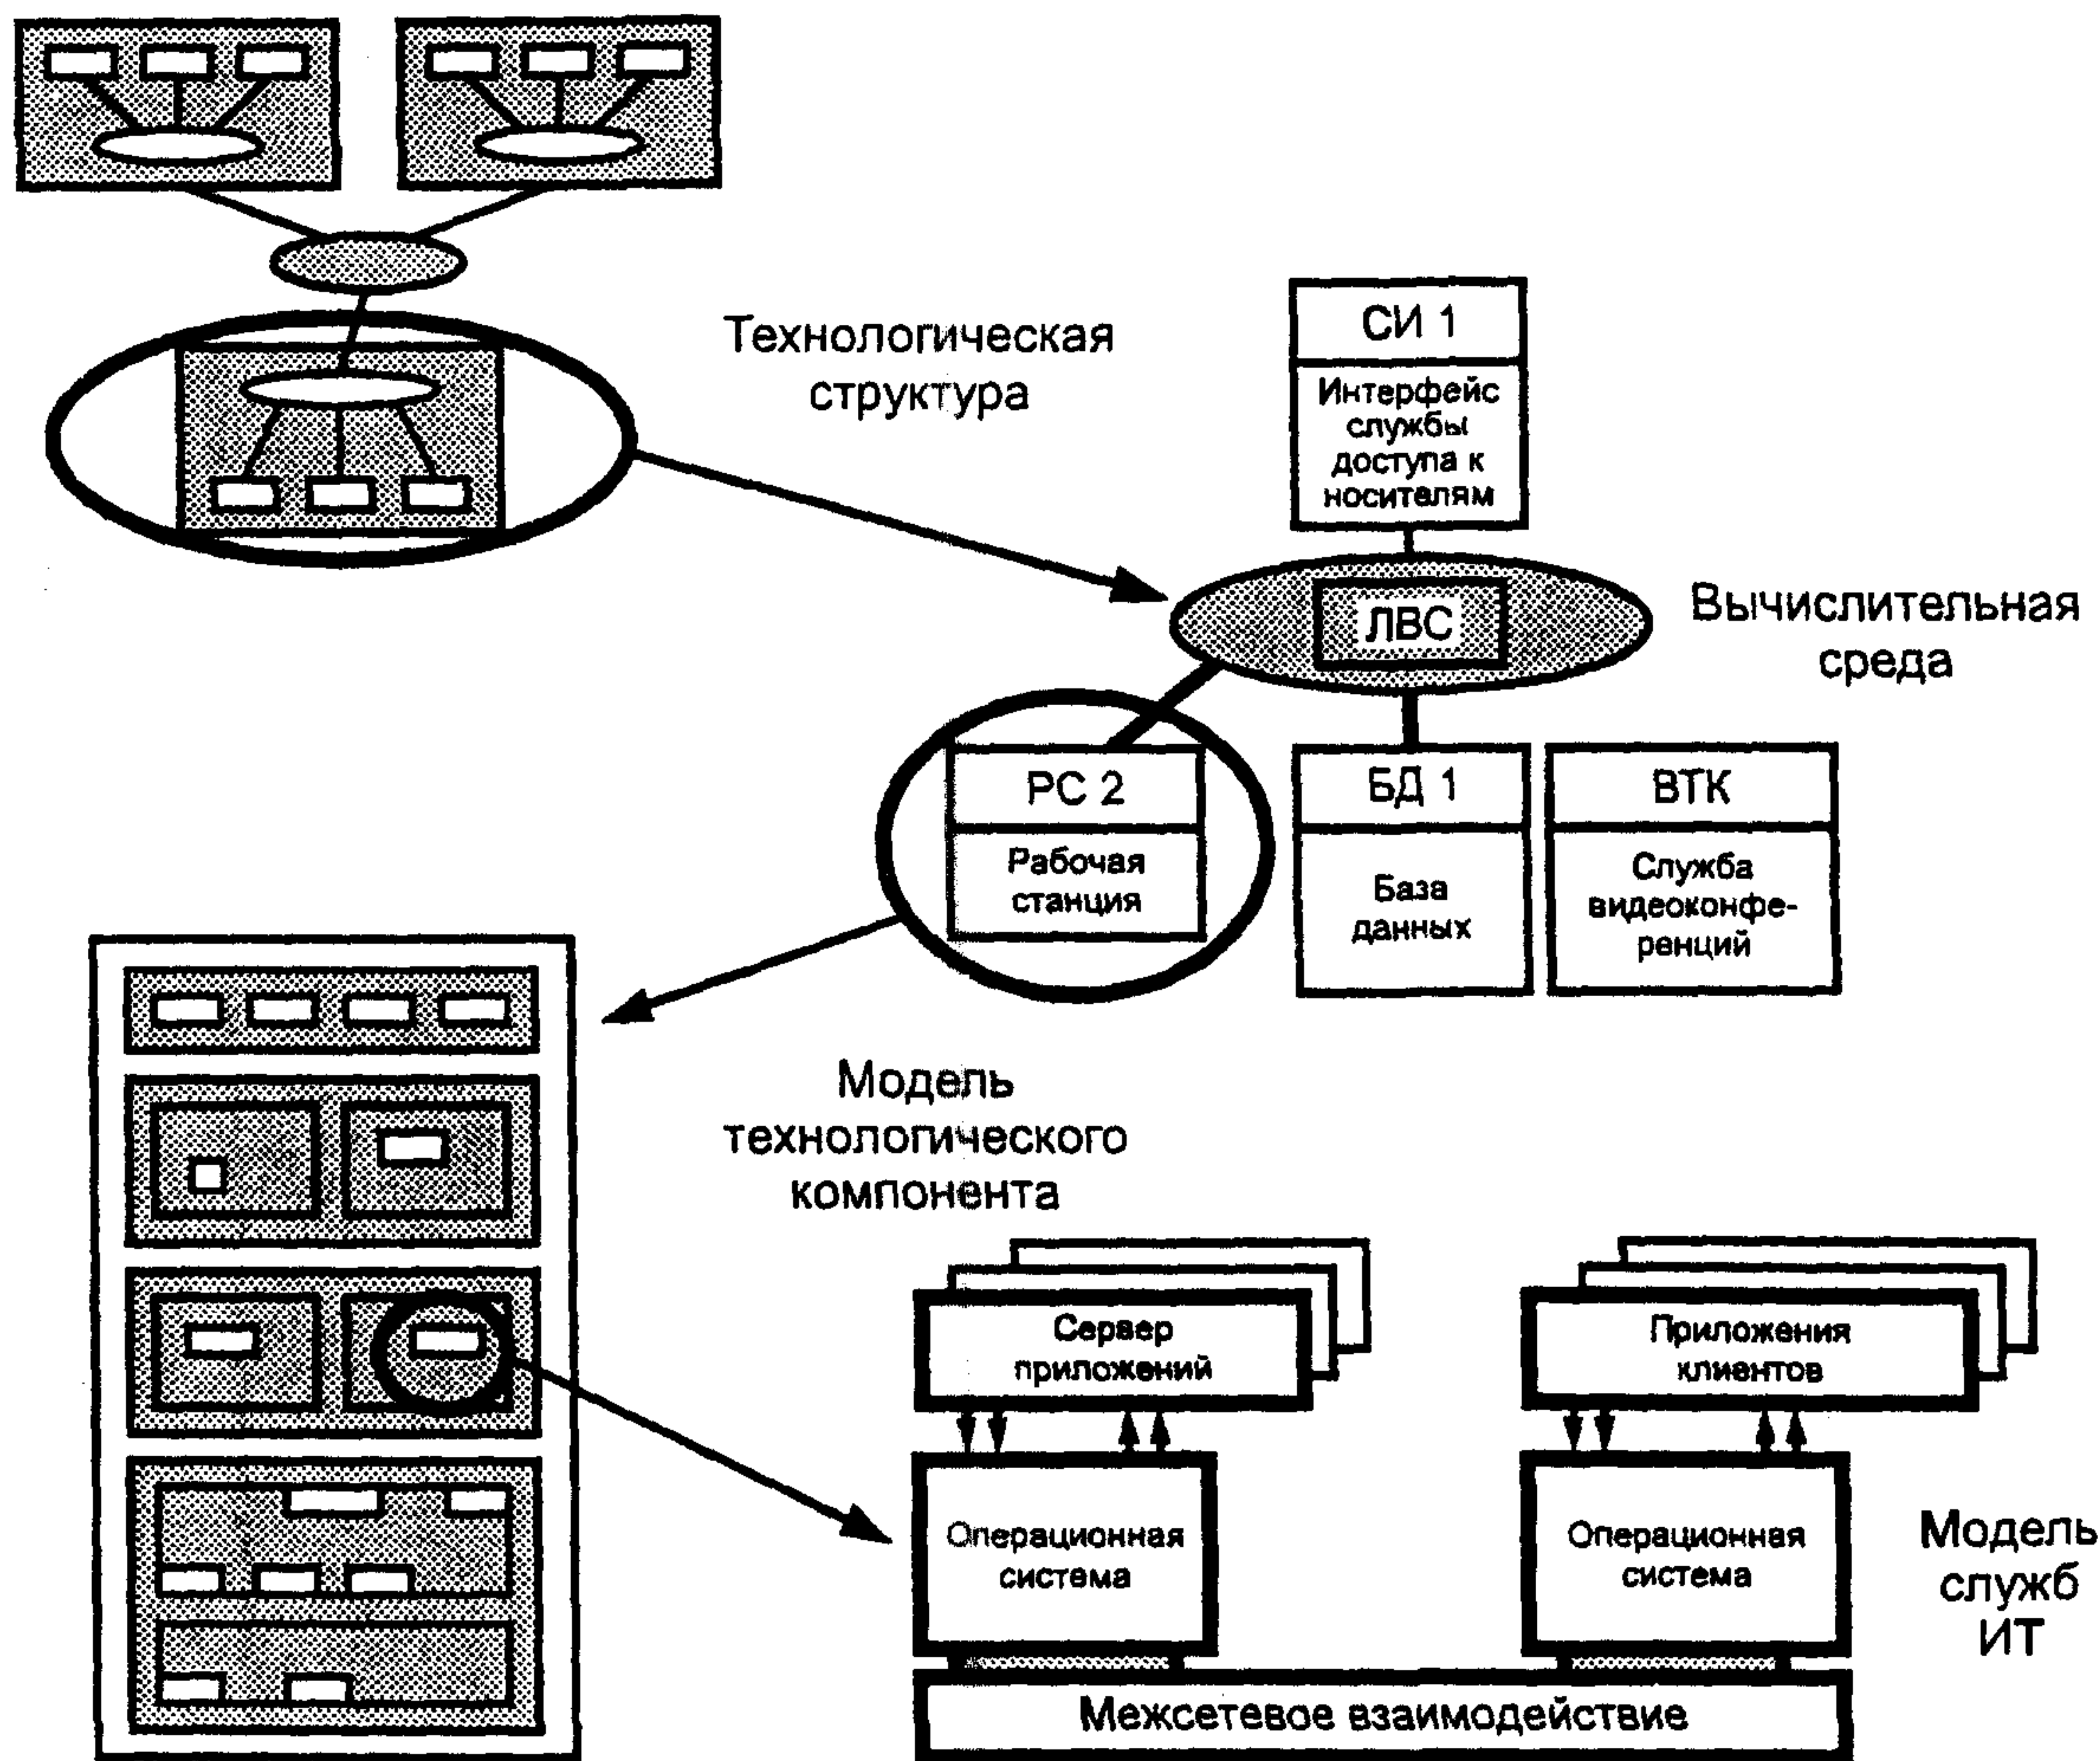 Технологическая
структура
СИ 1
Интерфейс
службы
доступа к
носителям
ЛВС
Вычислительная
среда
РС 2
Рабочая
станция
БД 1
База
данных
ВТК
Служба
видеоконфе-
ренций
Модель
технологического
компонента
Сервер
приложений
Приложения
клиентов
Операционная
система
Операционная
система
Модель
служб
ИТ
Межсетевое взаимодействие